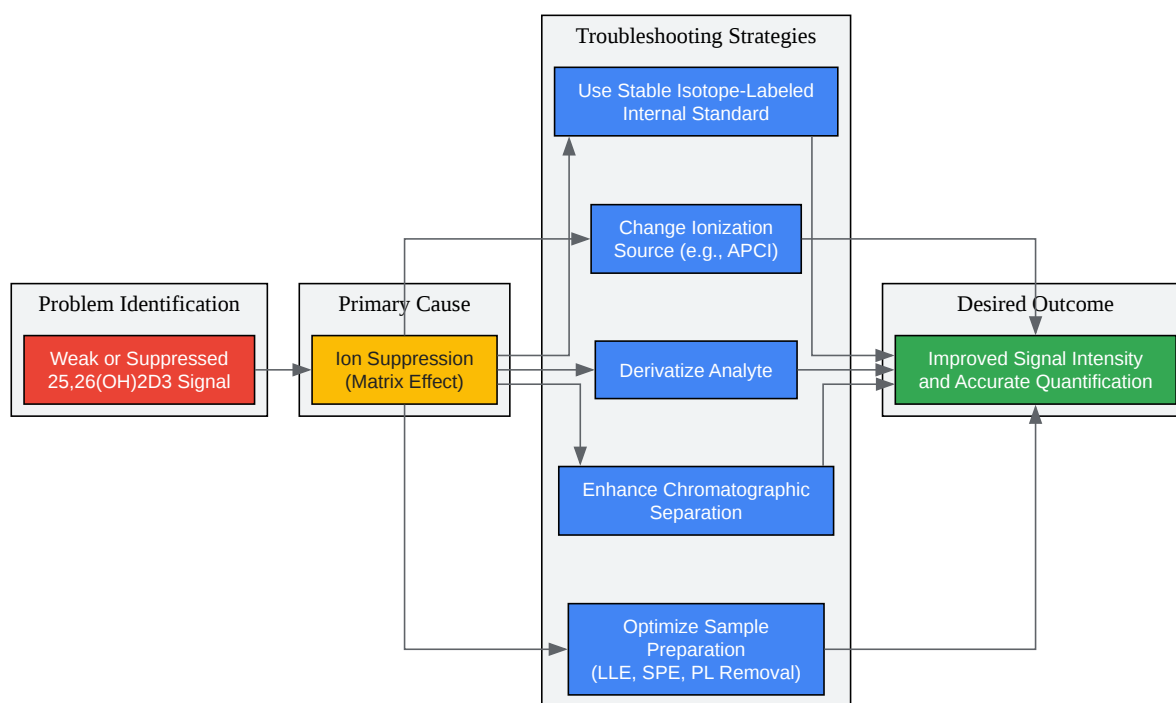 Troubleshooting Strategies
Use Stable Isotope-Labeled
Internal Standard
Change Ionization
Source (e.g., APCI)
Problem Identification
Primary Cause
Desired Outcome
Weak or Suppressed
25,26(OH)2D3 Signal
Ion Suppression
(Matrix Effect)
Derivatize Analyte
Improved Signal Intensity
and Accurate Quantification
Enhance Chromatographic
Separation
Optimize Sample
Preparation
(LLE, SPE, PL Removal)